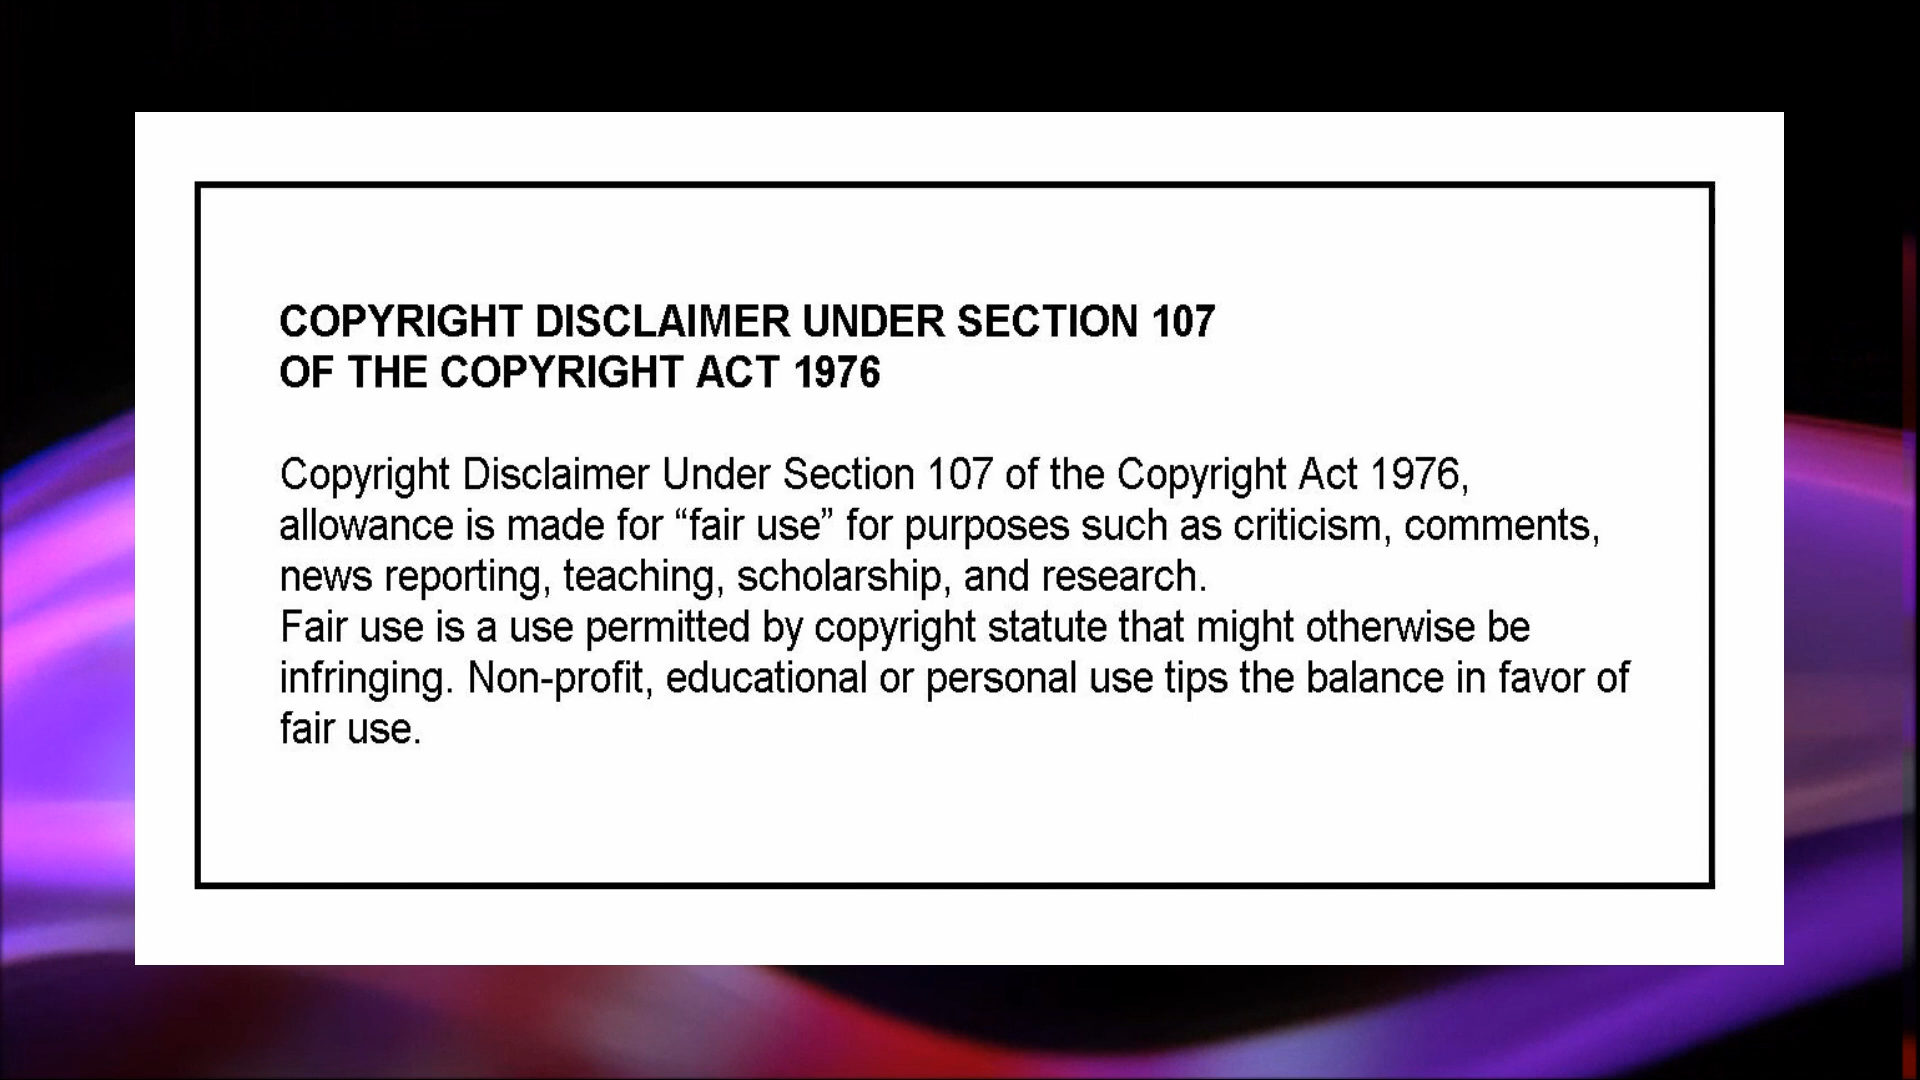 COPYRIGHT DISCLAIMER UNDER SECTION 107
OF THE COPYRIGHT ACT 1976
Copyright Disclaimer Under Section 107 of the Copyright Act 1976,
allowance is made for “fair use” for purposes such as criticism, comments,
news reporting, teaching, scholarship, and research.
Fair use is a use permitted by copyright statute that might otherwise be
infringing. Non-profit, educational or personal use tips the balance in favor of
fair use.